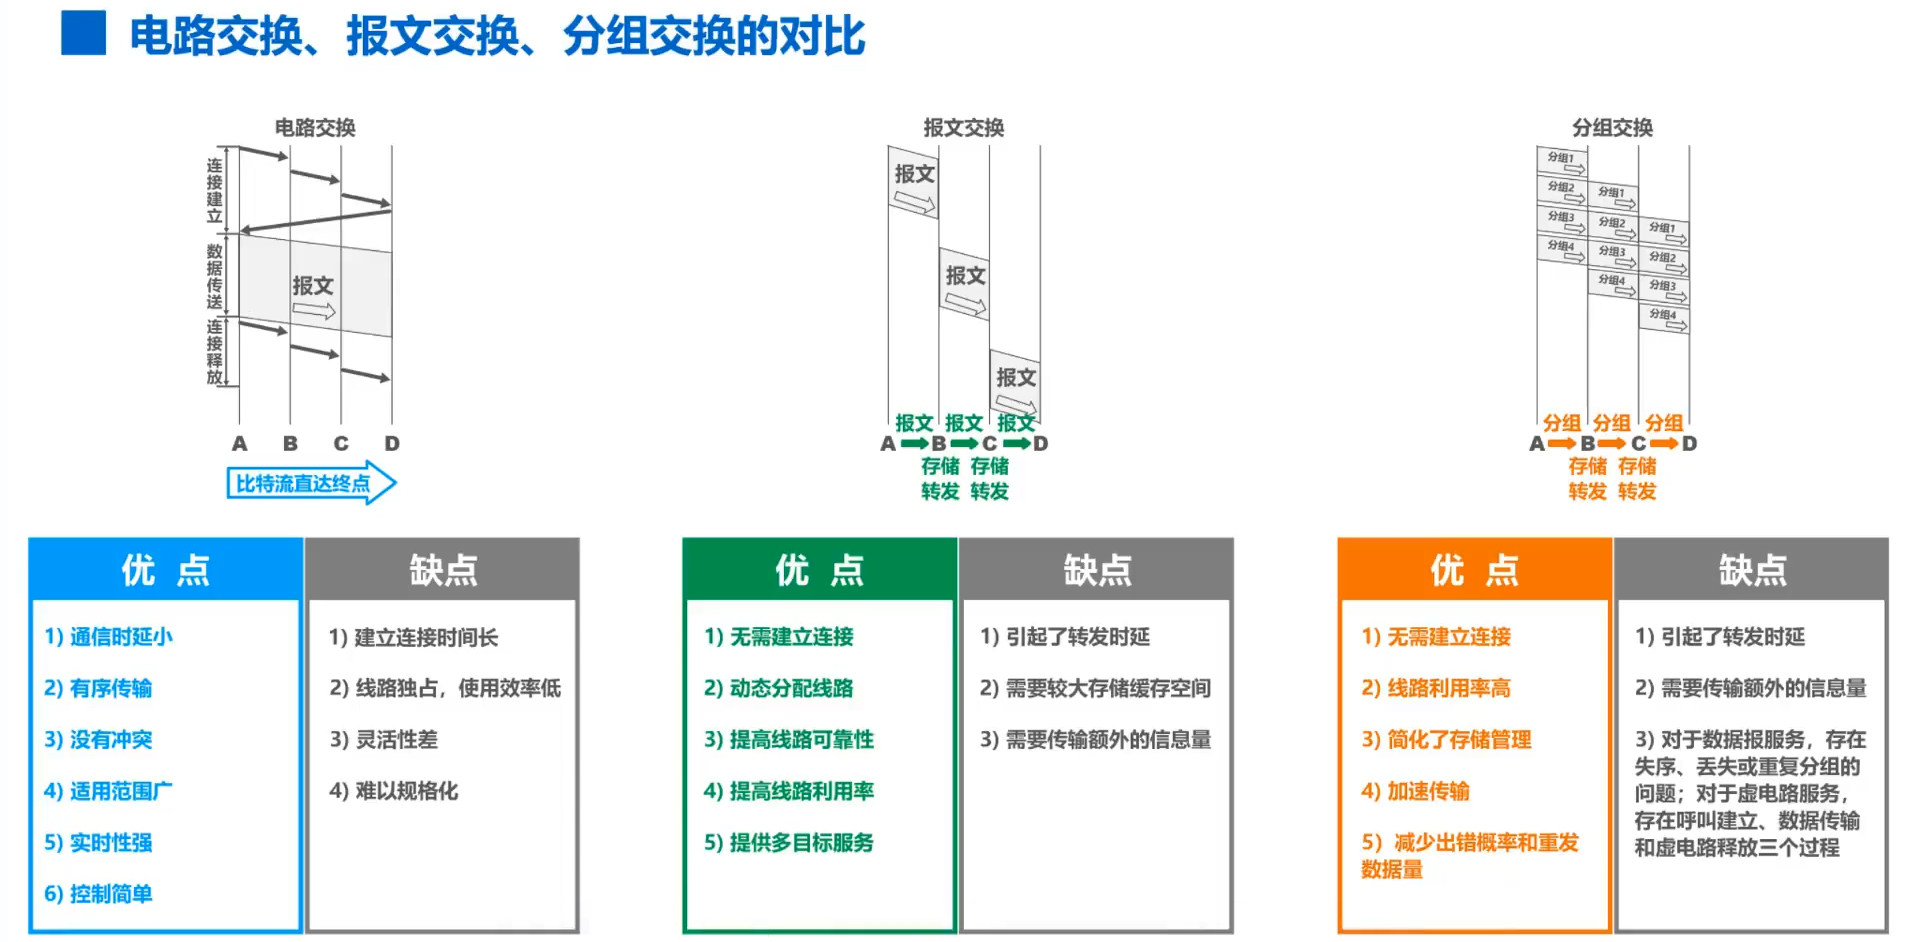 电路交换、报文交换、分组交换的对比
电路交换
连接建立
数据传送
连接释放
报文
A B C D
比特流直达终点
报文交换
报文
报文
报文
报文 报文 报文
A B C D
存储 存储
转发 转发
分组交换
分组1
分组2 分组1
分组3 分组2 分组1
分组4 分组3 分组2
分组4 分组3
分组4
分组 分组 分组
A B C D
存储 存储
转发 转发
优 点
1) 通信时延小
2) 有序传输
3) 没有冲突
4) 适用范围广
5) 实时性强
6) 控制简单
缺点
1) 建立连接时间长
2) 线路独占，使用效率低
3) 灵活性差
4) 难以规格化
优 点
1) 无需建立连接
2) 动态分配线路
3) 提高线路可靠性
4) 提高线路利用率
5) 提供多目标服务
缺点
1) 引起了转发时延
2) 需要较大存储缓存空间
3) 需要传输额外的信息量
优 点
1) 无需建立连接
2) 线路利用率高
3) 简化了存储管理
4) 加速传输
5) 减少出错概率和重发
数据量
缺点
1) 引起了转发时延
2) 需要传输额外的信息量
3) 对于数据报服务，存在
失序、丢失或重复分组的
问题；对于虚电路服务，
存在呼叫建立、数据传输
和虚电路释放三个过程